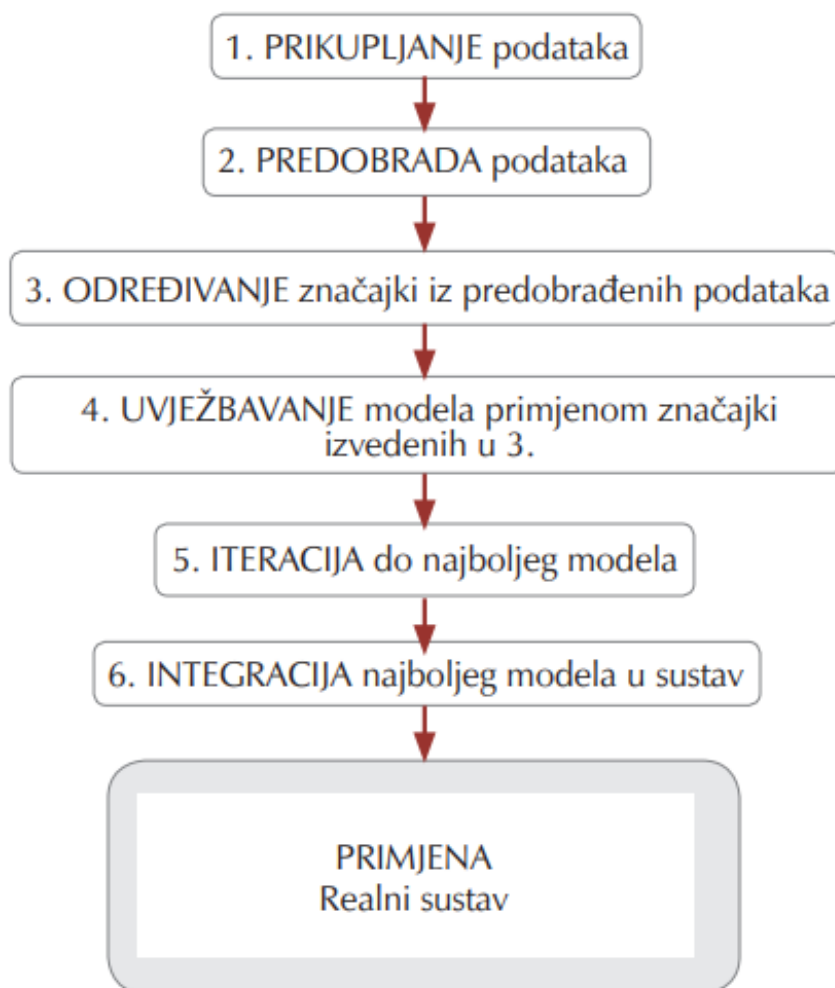 1. PRIKUPLJANJE podataka
2. PREDOBRADA podataka
3. ODREĐIVANJE značajki iz predobrađenih podataka
4. UVJEŽBAVANJE modela primjenom značajki
izvedenih u 3.
5. ITERACIJA do najboljeg modela
6. INTEGRACIJA najboljeg modela u sustav
PRIMJENA
Realni sustav